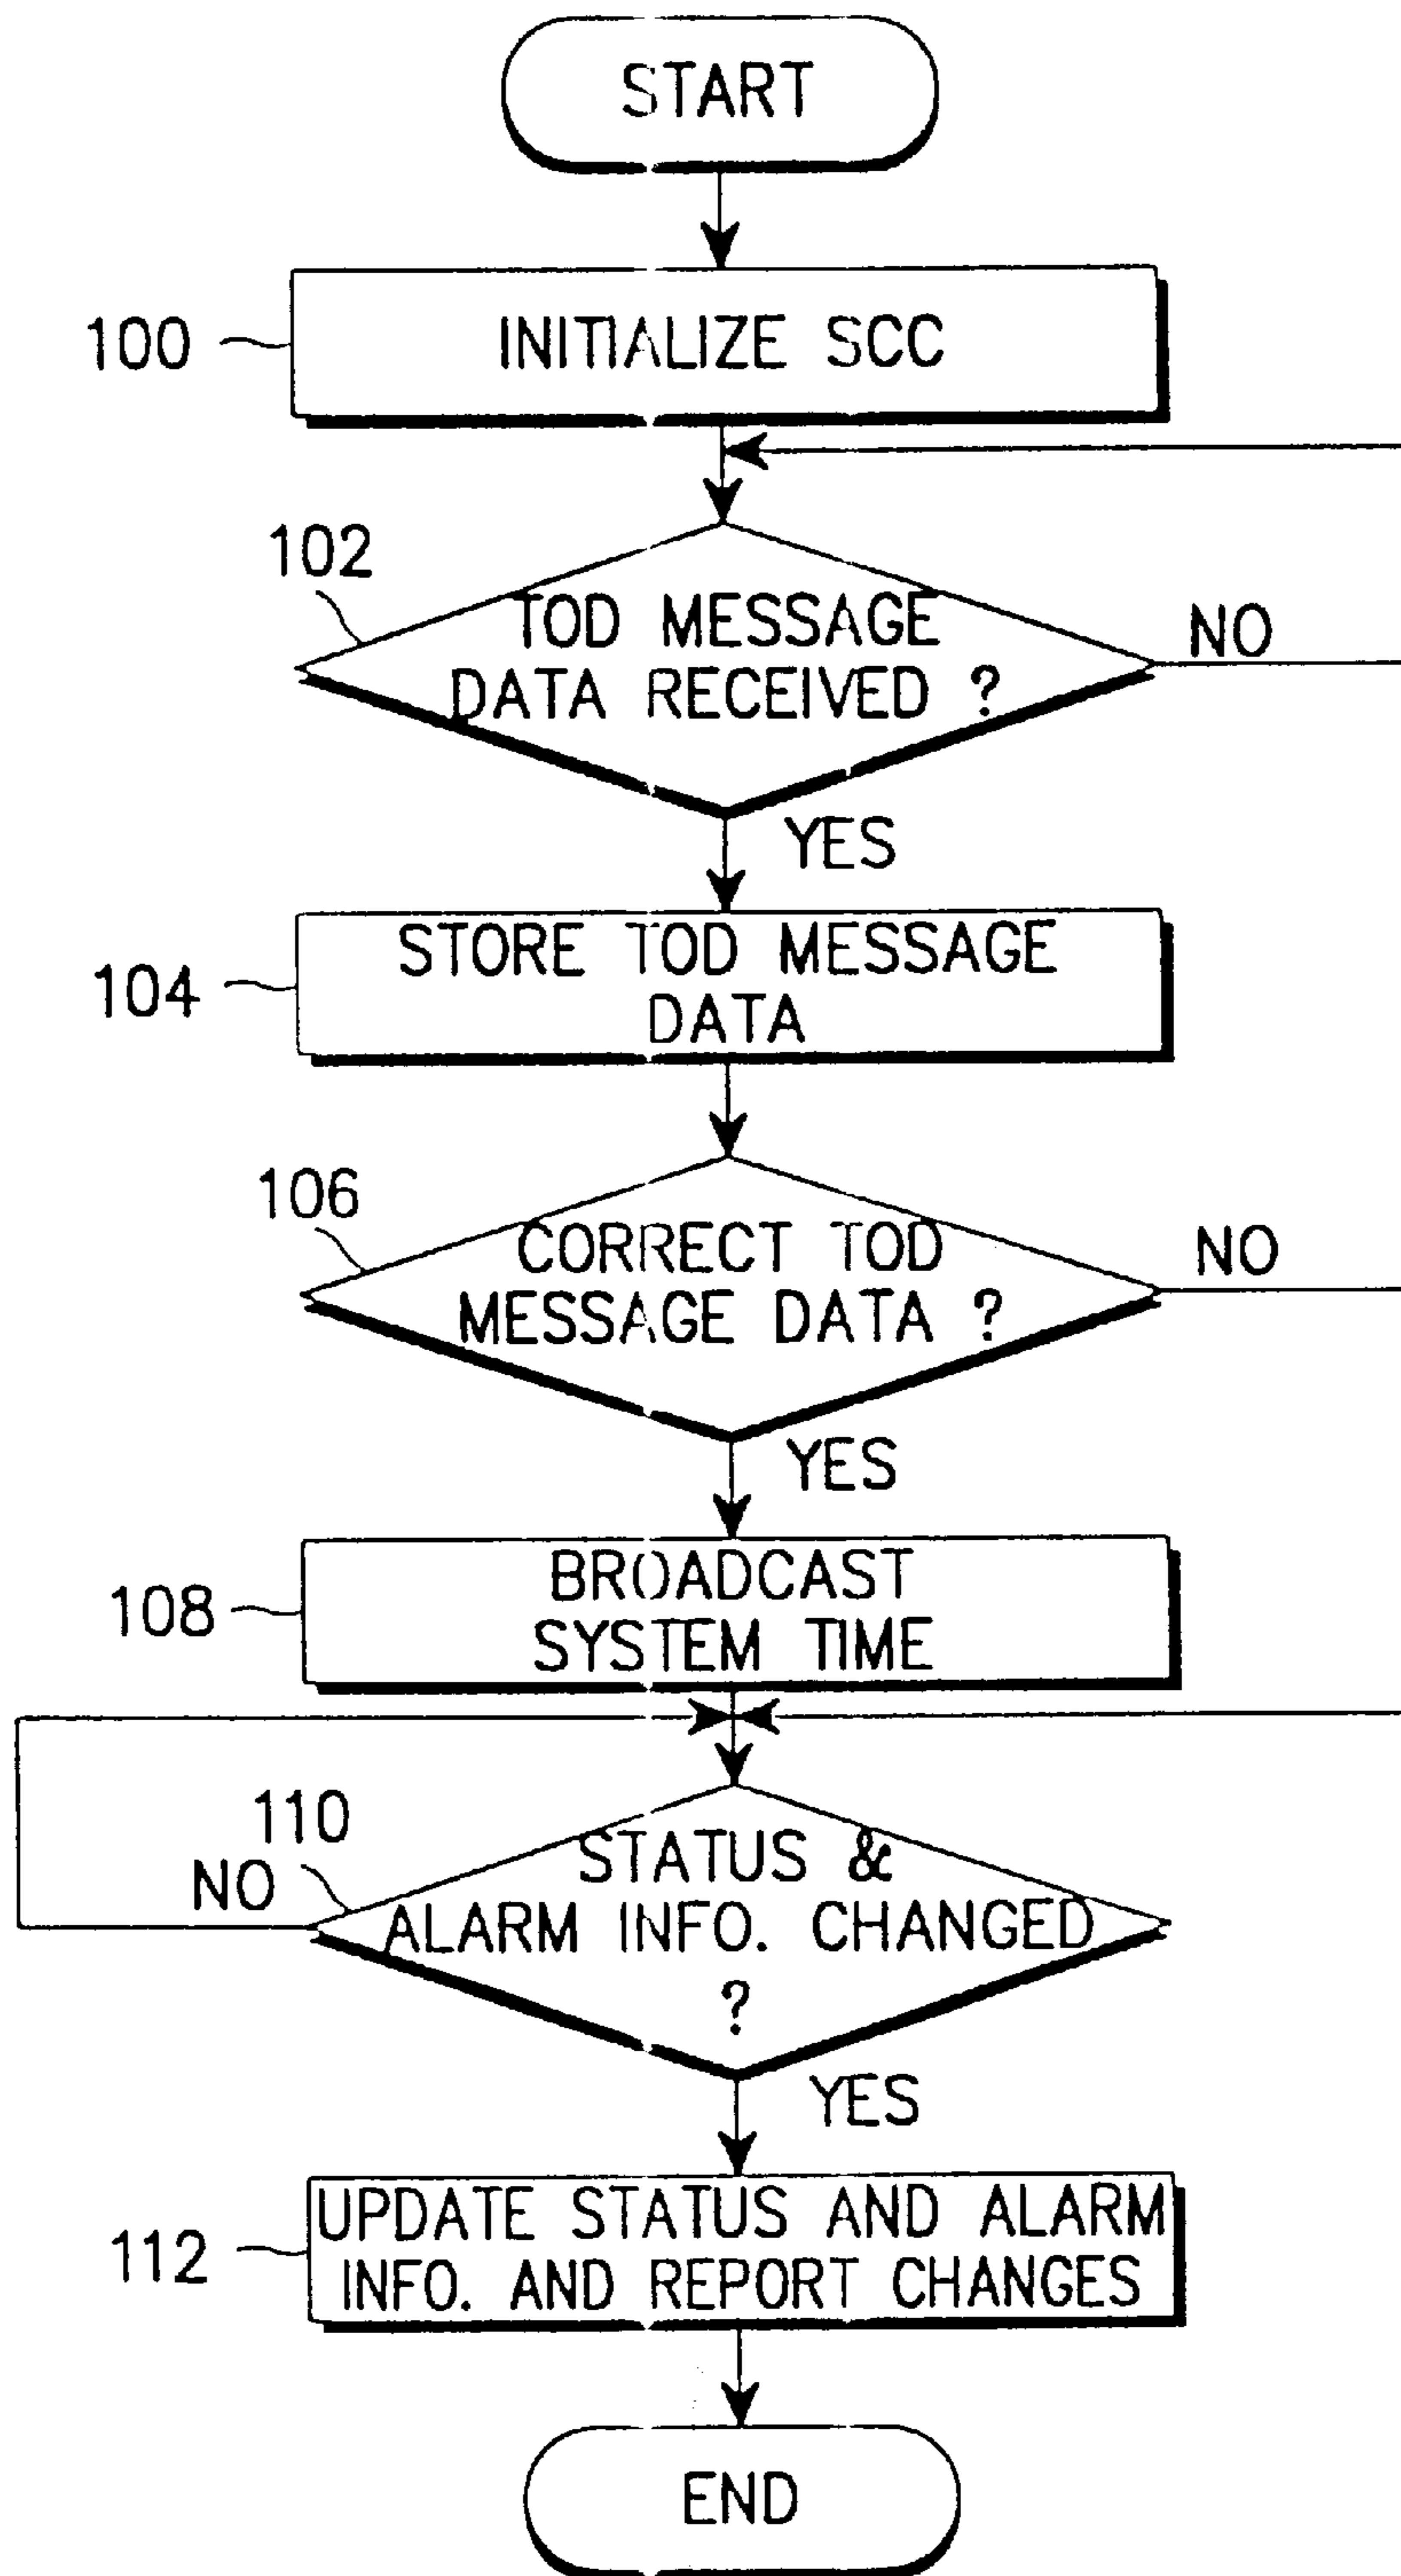 START
100
INITIALIZE SCC
102
TOD MESSAGE
DATA RECEIVED ?
NO
YES
104
STORE TOD MESSAGE
DATA
106
CORRECT TOD
MESSAGE DATA ?
NO
YES
108
BROADCAST
SYSTEM TIME
110
NO
STATUS &
ALARM INFO. CHANGED
?
YES
112
UPDATE STATUS AND ALARM
INFO. AND REPORT CHANGES
END